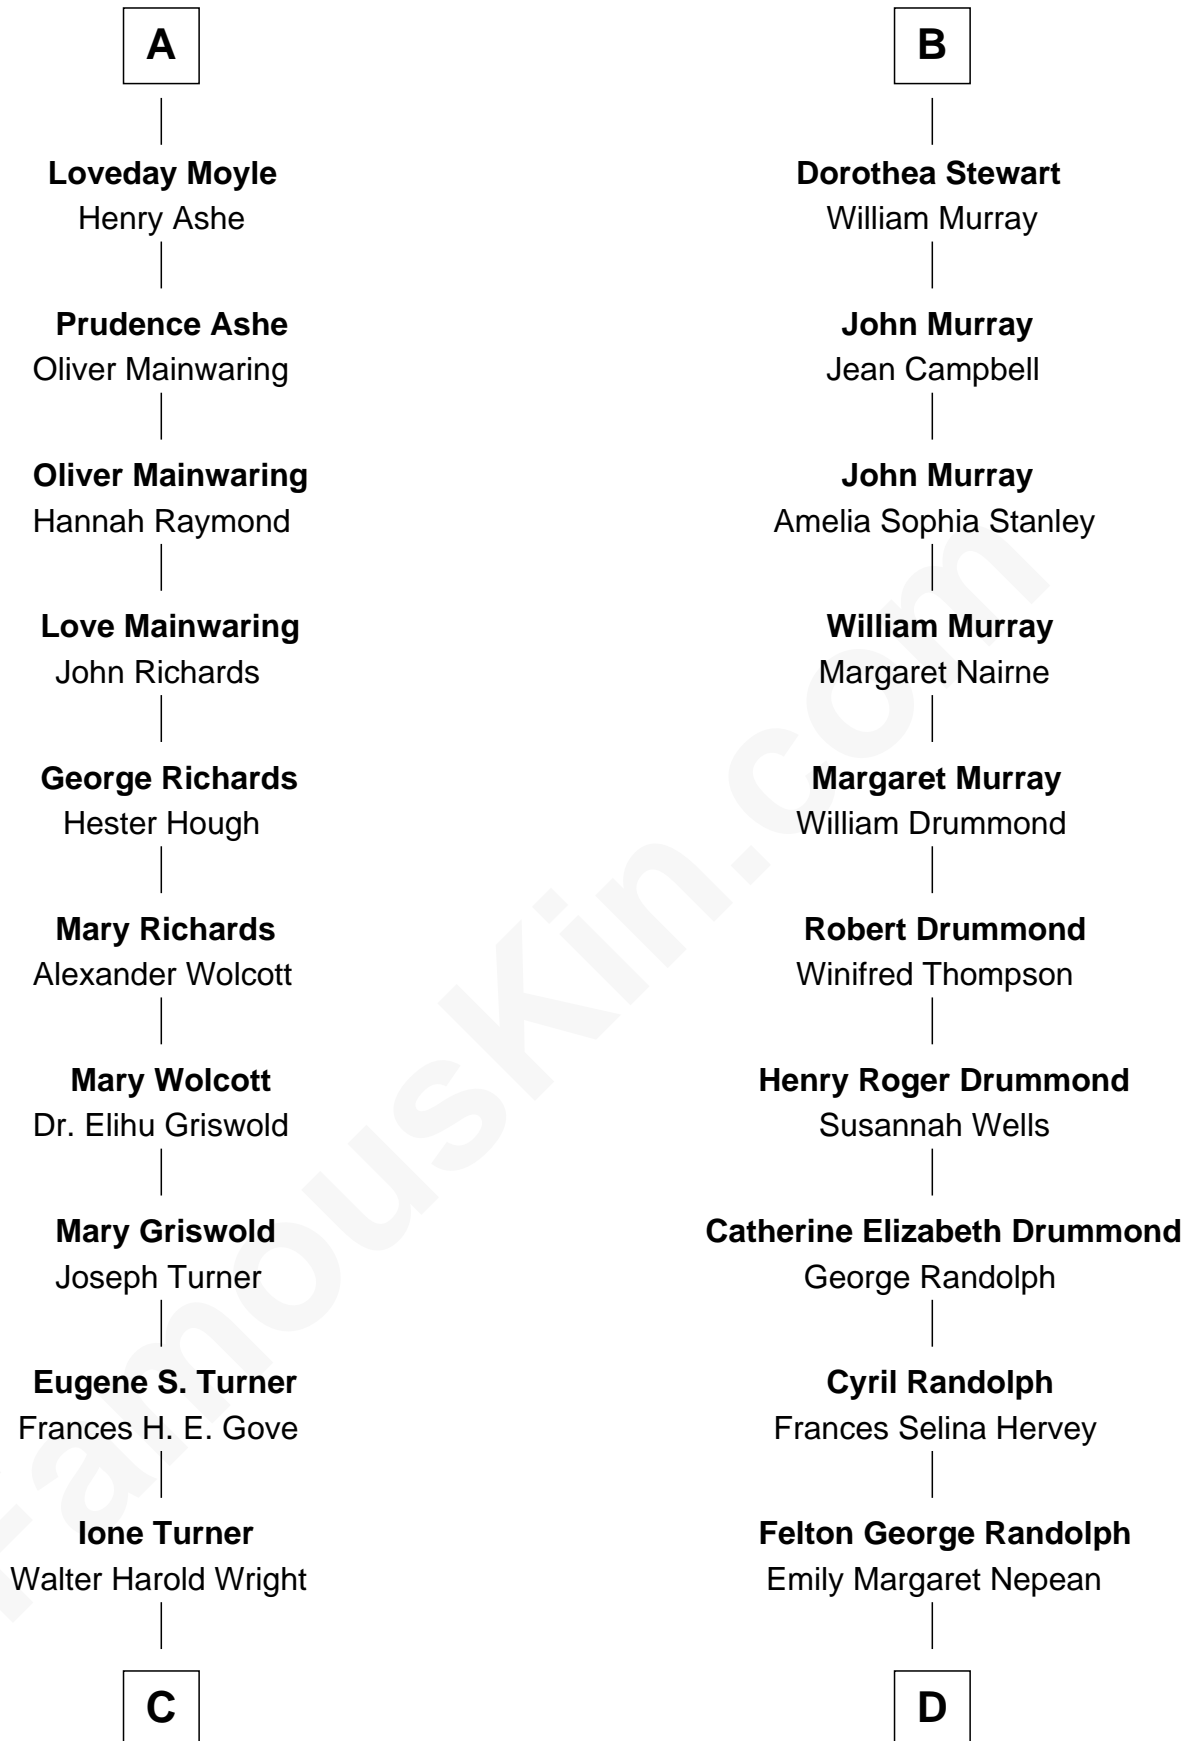 A
Loveday Moyle
Henry Ashe
Prudence Ashe
Oliver Mainwaring
Oliver Mainwaring
Hannah Raymond
Love Mainwaring
John Richards
George Richards
Hester Hough
Mary Richards
Alexander Wolcott
Mary Wolcott
Dr. Elihu Griswold
Mary Griswold
Joseph Turner
Eugene S. Turner
Frances H. E. Gove
Ione Turner
Walter Harold Wright
C
B
Dorothea Stewart
William Murray
John Murray
Jean Campbell
John Murray
Amelia Sophia Stanley
William Murray
Margaret Nairne
Margaret Murray
William Drummond
Robert Drummond
Winifred Thompson
Henry Roger Drummond
Susannah Wells
Catherine Elizabeth Drummond
George Randolph
Cyril Randolph
Frances Selina Hervey
Felton George Randolph
Emily Margaret Nepean
D
FamousKin.com